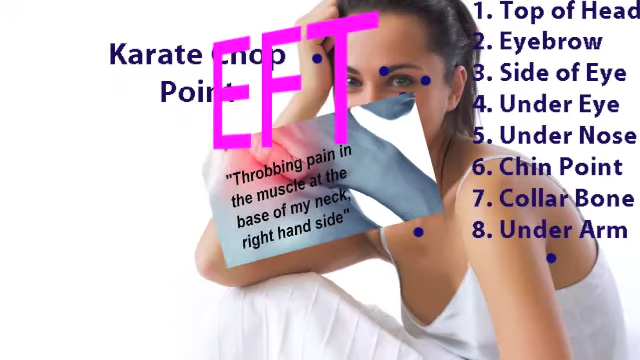 Karate Chop
Point
EFT
"Throbbing pain in
the muscle at the
base of my neck,
right hand side"
1. Top of Head
2. Eyebrow
3. Side of Eye
4. Under Eye
5. Under Nose
6. Chin Point
7. Collar Bone
8. Under Arm